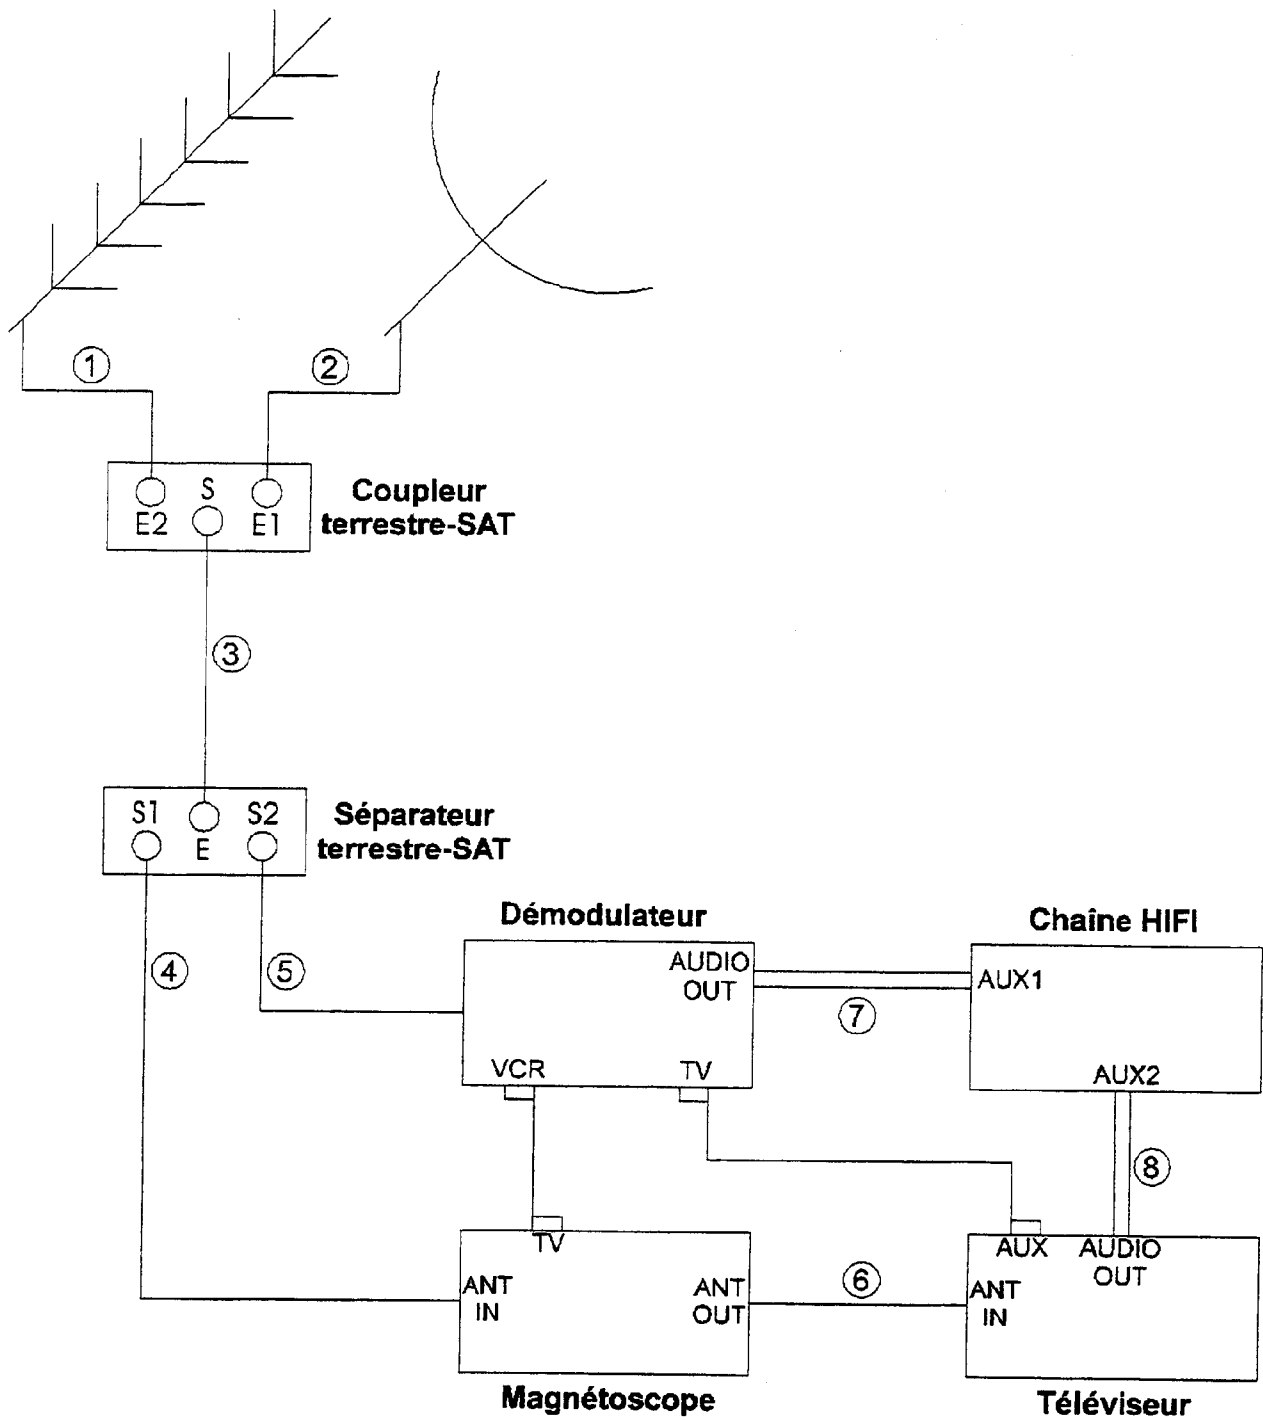 1
2
S
E2
E1
Coupleur
terrestre-SAT
3
S1
S2
E
Séparateur
terrestre-SAT
4
5
Démodulateur
AUDIO
OUT
VCR
TV
7
Chaîne HIFI
AUX1
AUX2
8
TV
ANT
IN
ANT
OUT
Magnétoscope
6
AUX
AUDIO
OUT
ANT
IN
Téléviseur